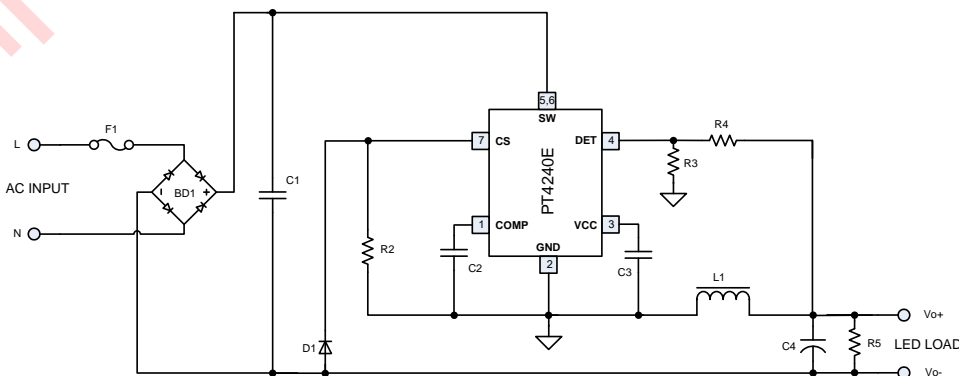 5,6
SW
F1
L
7
CS
DET
4
R4
R3
C1
PT4240E
AC INPUT
BD1
N
1
COMP
VCC
3
R2
C2
GND
2
C3
L1
Vo+
D1
C4
R5
LED LOAD
Vo-